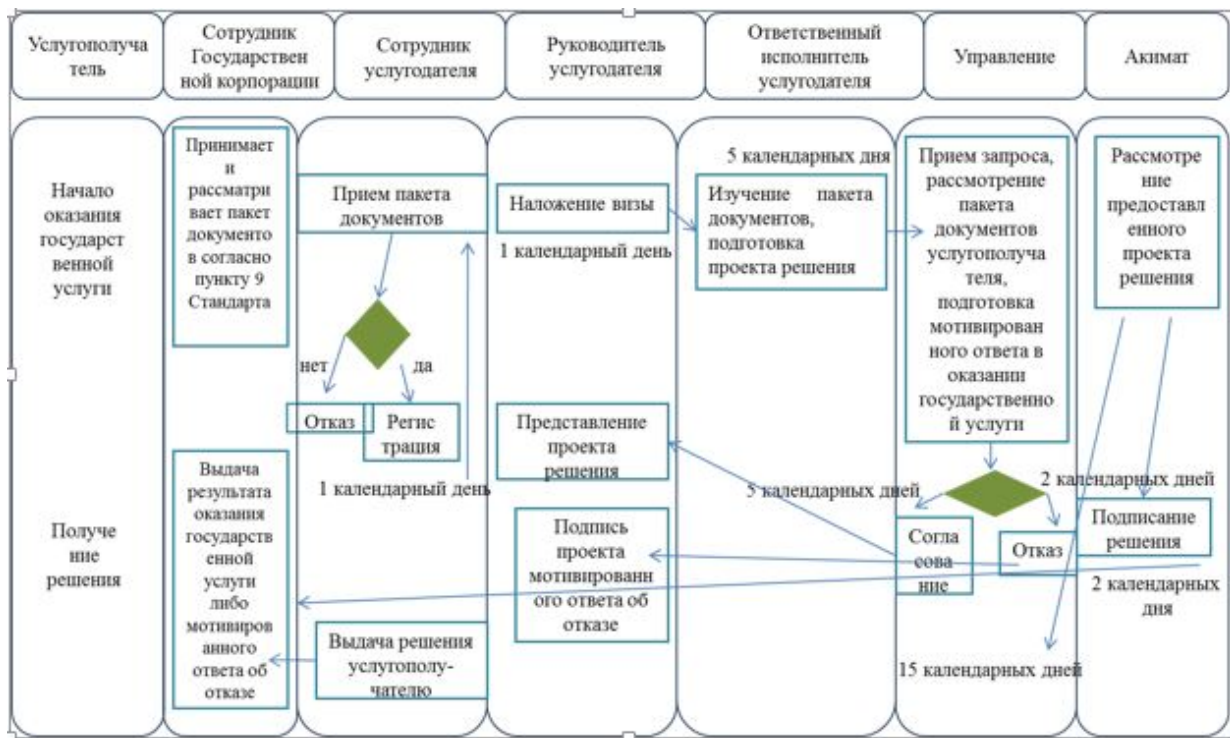 Услугополуча
тель
Сотрудник
Государствен
ной корпорации
Сотрудник
услугодателя
Руководитель
услугодателя
Ответственный
исполнитель
услугодателя
Управление
Акимат
Начало
оказания
государст
венной
услуги
Принимает
и
рассматри
вает пакет
документо
в согласно
пункту 9
Стандарта
Прием пакета
документов
нет
да
Отказ
Регис
трация
1 календарный день
Наложение визы
1 календарный день
5 календарных дня
Изучение пакета
документов,
подготовка
проекта решения
Прием запроса,
рассмотрение
пакета
документов
услугополуча
теля,
подготовка
мотивирован
ного ответа в
оказании
государственно
й услуги
Рассмотре
ние
предоставл
енного
проекта
решения
Получе
ние
решения
Выдача
результата
оказания
государств
енной
услуги
либо
мотивиров
анного
ответа об
отказе
Выдача решения
услугополу-
чателю
Представление
проекта
решения
Подпись
проекта
мотивированн
ого ответа об
отказе
5 календарных дней
Согла
сова
ние
Отказ
2 календарных дней
Подписание
решения
2 календарных
дня
15 календарных дней